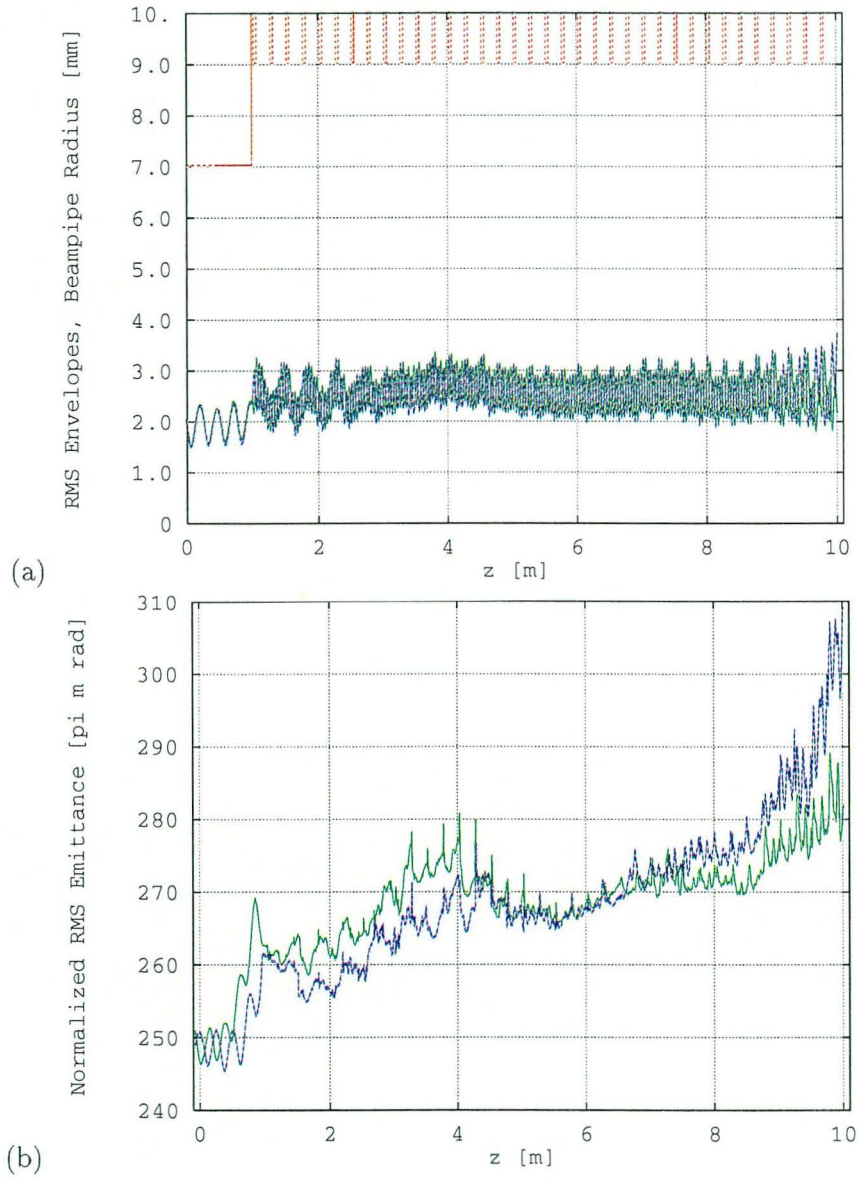 10.
9.0
8.0
7.0
6.0
5.0
4.0
3.0
2.0
1.0
0
RMS Envelopes, Beampipe Radius [mm]
0 2 4 6 8 10
z [m]
(a)
310
300
290
280
270
260
250
240
Normalized RMS Emittance [pi m rad]
0 2 4 6 8 10
z [m]
(b)